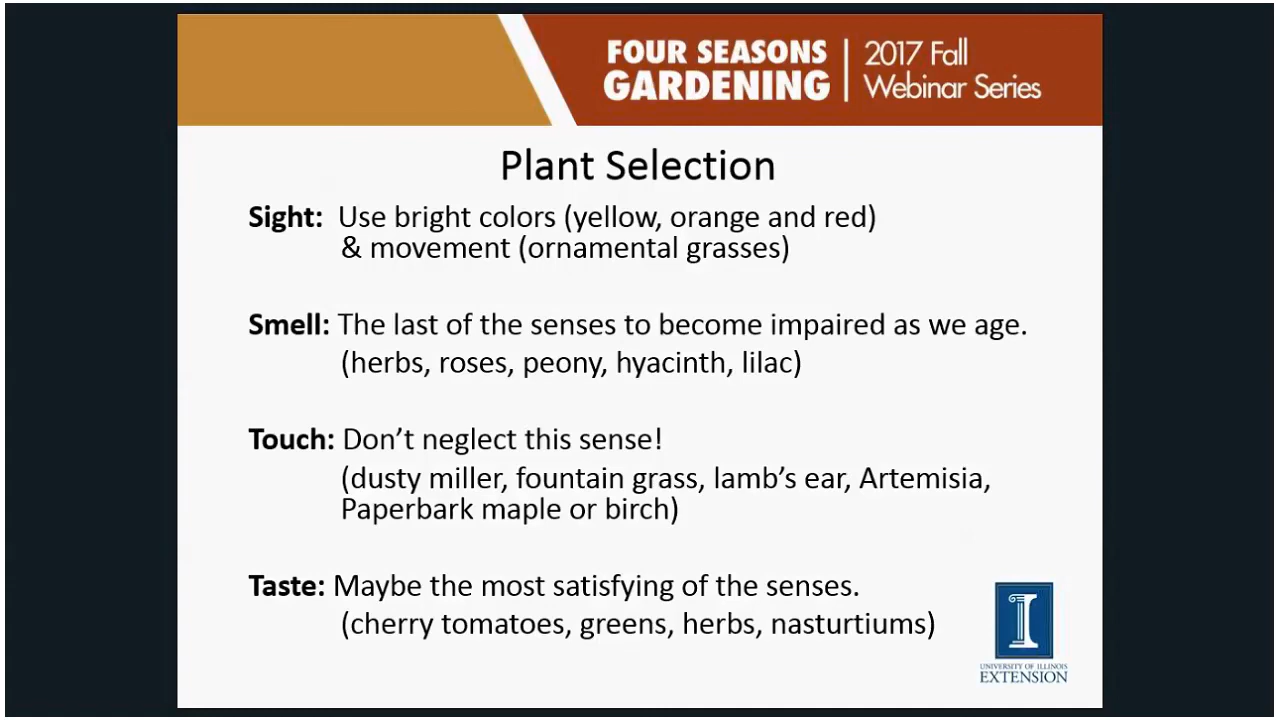 FOUR SEASONS
GARDENING
2017 Fall
Webinar Series
Plant Selection
Sight: Use bright colors (yellow, orange and red)
& movement (ornamental grasses)
Smell: The last of the senses to become impaired as we age.
(herbs, roses, peony, hyacinth, lilac)
Touch: Don’t neglect this sense!
(dusty miller, fountain grass, lamb’s ear, Artemisia,
Paperbark maple or birch)
Taste: Maybe the most satisfying of the senses.
(cherry tomatoes, greens, herbs, nasturtiums)
I
UNIVERSITY OF ILLINOIS
EXTENSION